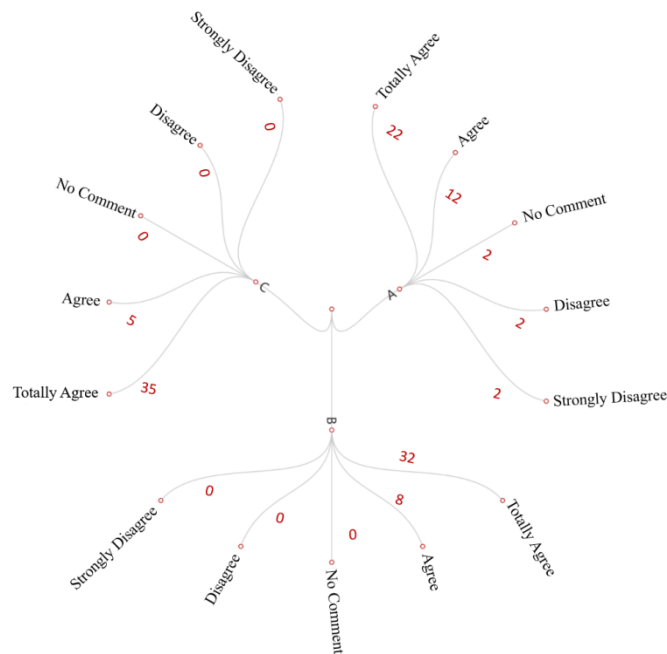 Strongly Disagree
0
Disagree
0
No Comment
0
Agree
5
Totally Agree
35
C
Totally Agree
22
Agree
12
No Comment
2
Disagree
2
Strongly Disagree
2
A
B
Strongly Disagree
0
Disagree
0
No Comment
0
Agree
8
Totally Agree
32